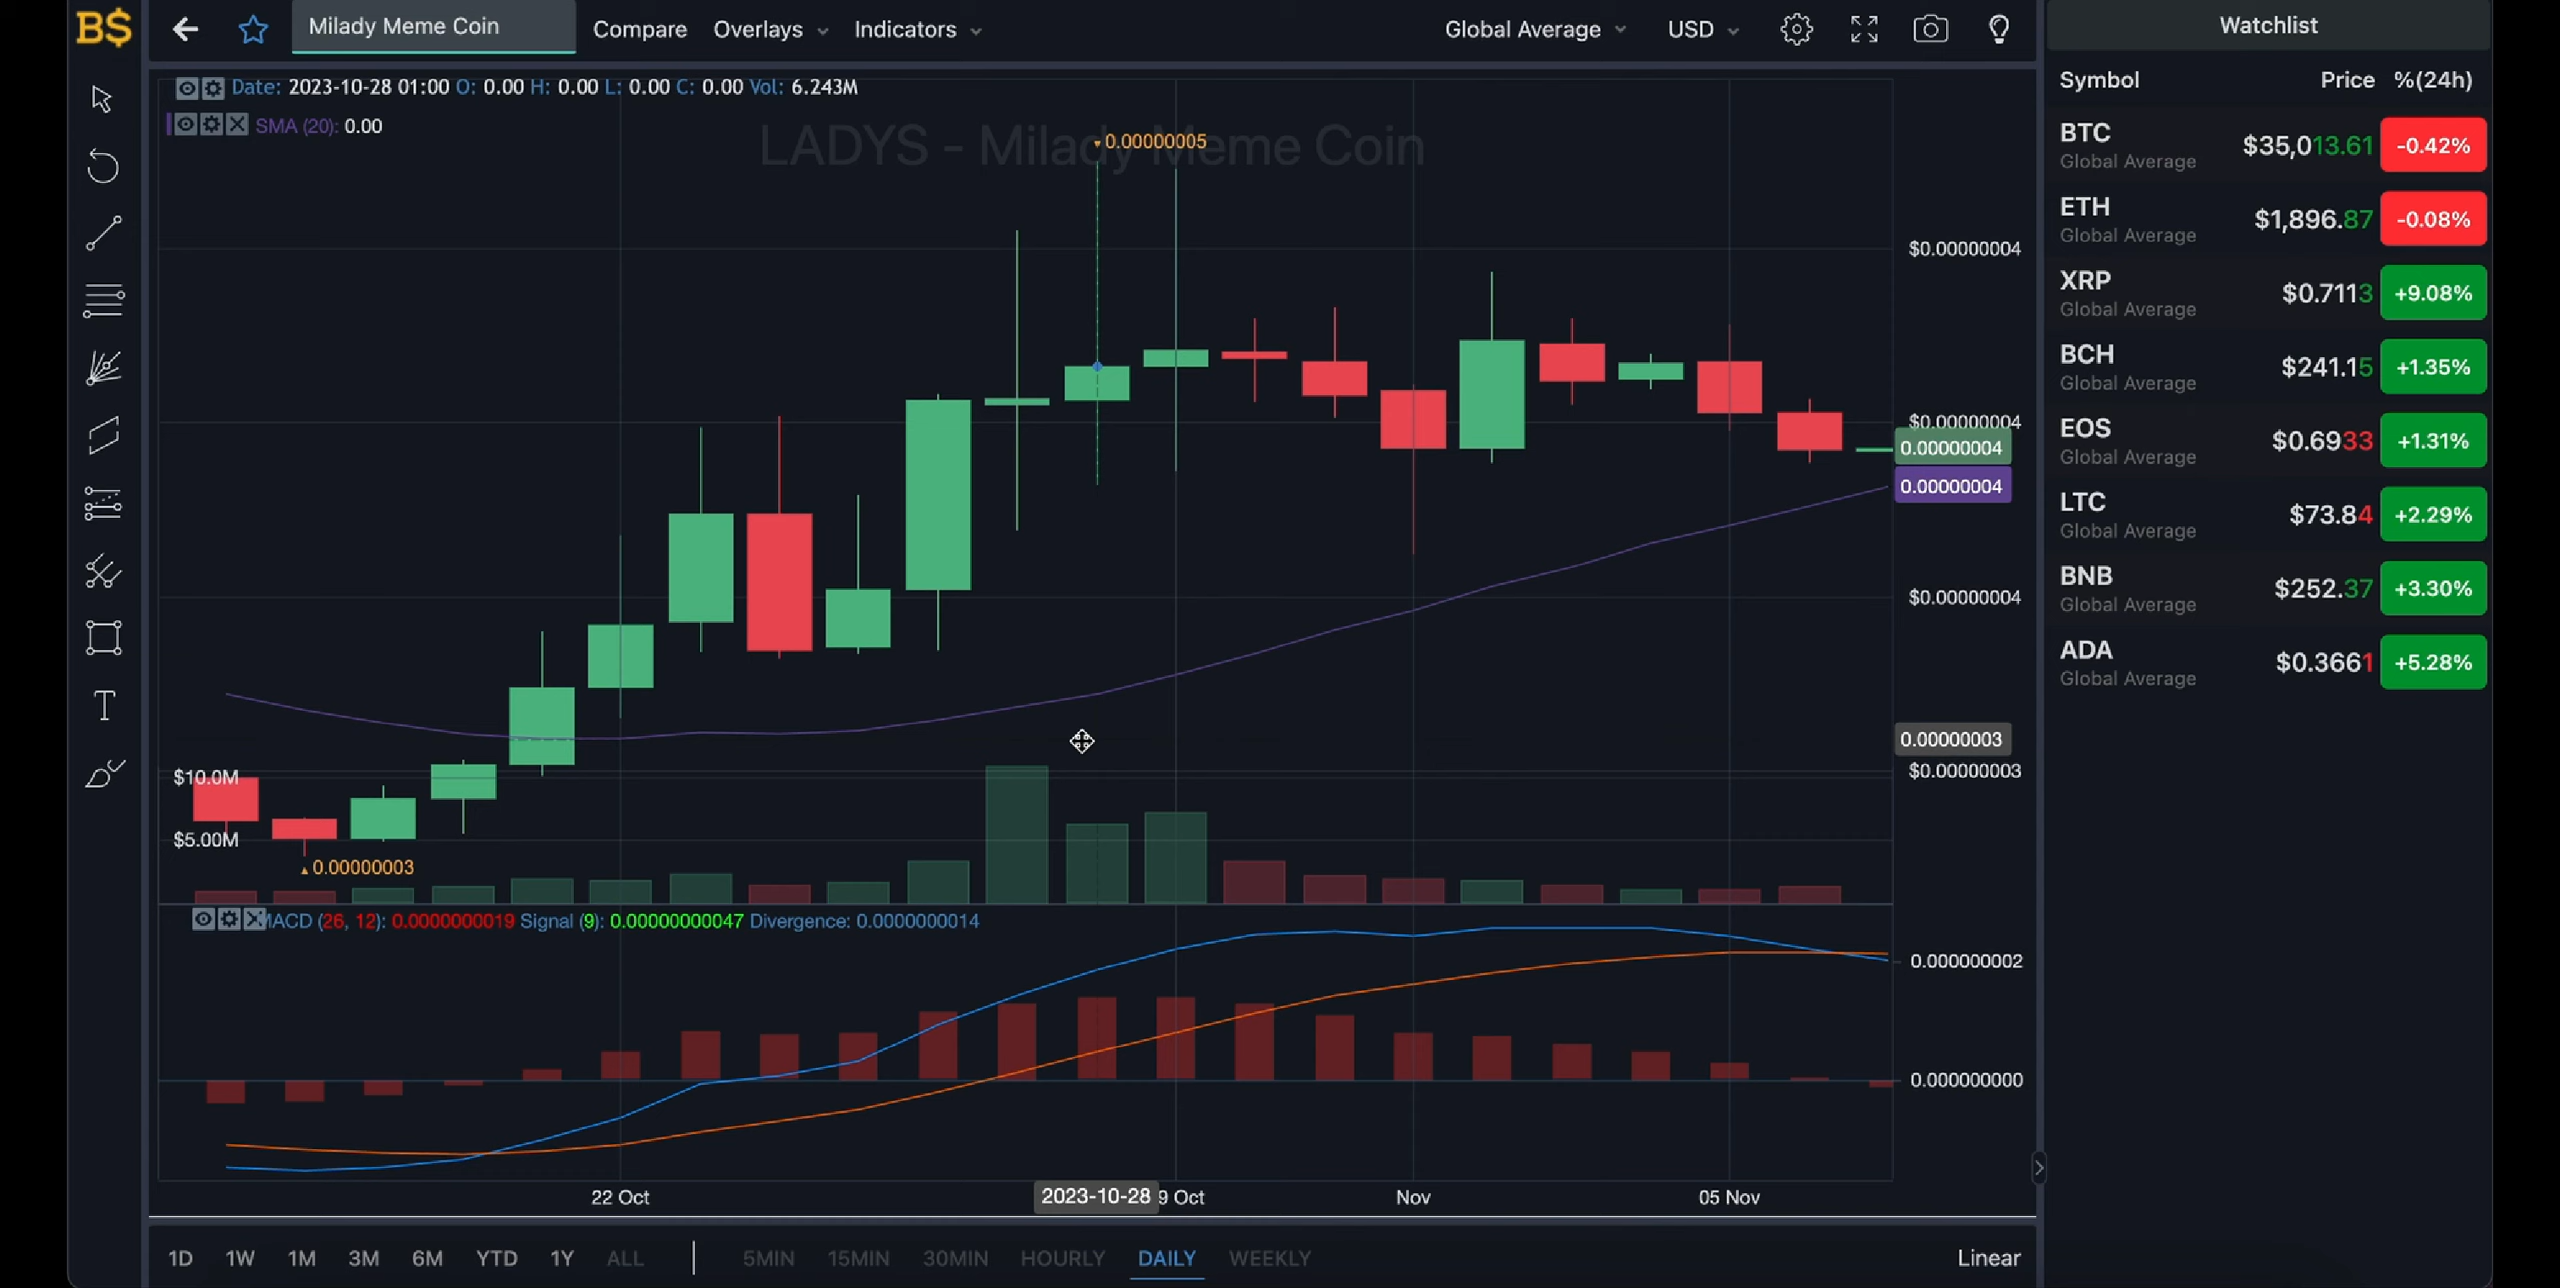 B$
Milady Meme Coin
Compare
Overlays
Indicators
Global Average
USD
Date: 2023-10-28 01:00 O: 0.00 H: 0.00 L: 0.00 C: 0.00 Vol: 6.243M
SMA (20): 0.00
LADYS - Milady Meme Coin
0.00000005
$0.00000004
$0.00000004
0.00000004
0.00000004
$0.00000004
0.00000003
$0.00000003
$10.0M
$5.00M
0.00000003
MACD (26, 12): 0.0000000019 Signal (9): 0.00000000047 Divergence: 0.0000000014
0.000000002
0.000000000
22 Oct
2023-10-28
9 Oct
Nov
05 Nov
1D 1W 1M 3M 6M YTD 1Y ALL
5MIN 15MIN 30MIN HOURLY DAILY WEEKLY
Linear
Watchlist
Symbol Price %(24h)
BTC $35,013.61 -0.42%
Global Average
ETH $1,896.87 -0.08%
Global Average
XRP $0.7113 +9.08%
Global Average
BCH $241.15 +1.35%
Global Average
EOS $0.6933 +1.31%
Global Average
LTC $73.84 +2.29%
Global Average
BNB $252.37 +3.30%
Global Average
ADA $0.3661 +5.28%
Global Average